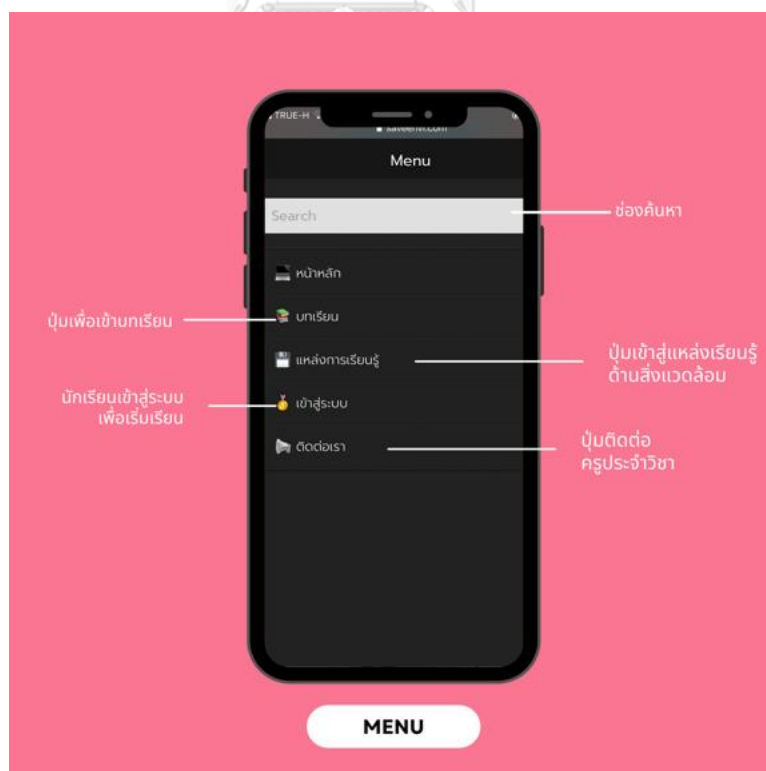 TRUE-H
saveenvi.com
Menu
Search
ช่องค้นหา
หน้าหลัก
บทเรียน
ปุ่มเพื่อเข้าบทเรียน
แหล่งการเรียนรู้
ปุ่มเข้าสู่แหล่งเรียนรู้
ด้านสิ่งแวดล้อม
นักเรียนเข้าสู่ระบบ
เพื่อเริ่มเรียน
เข้าสู่ระบบ
ติดต่อเรา
ปุ่มติดต่อ
ครูประจำวิชา
MENU